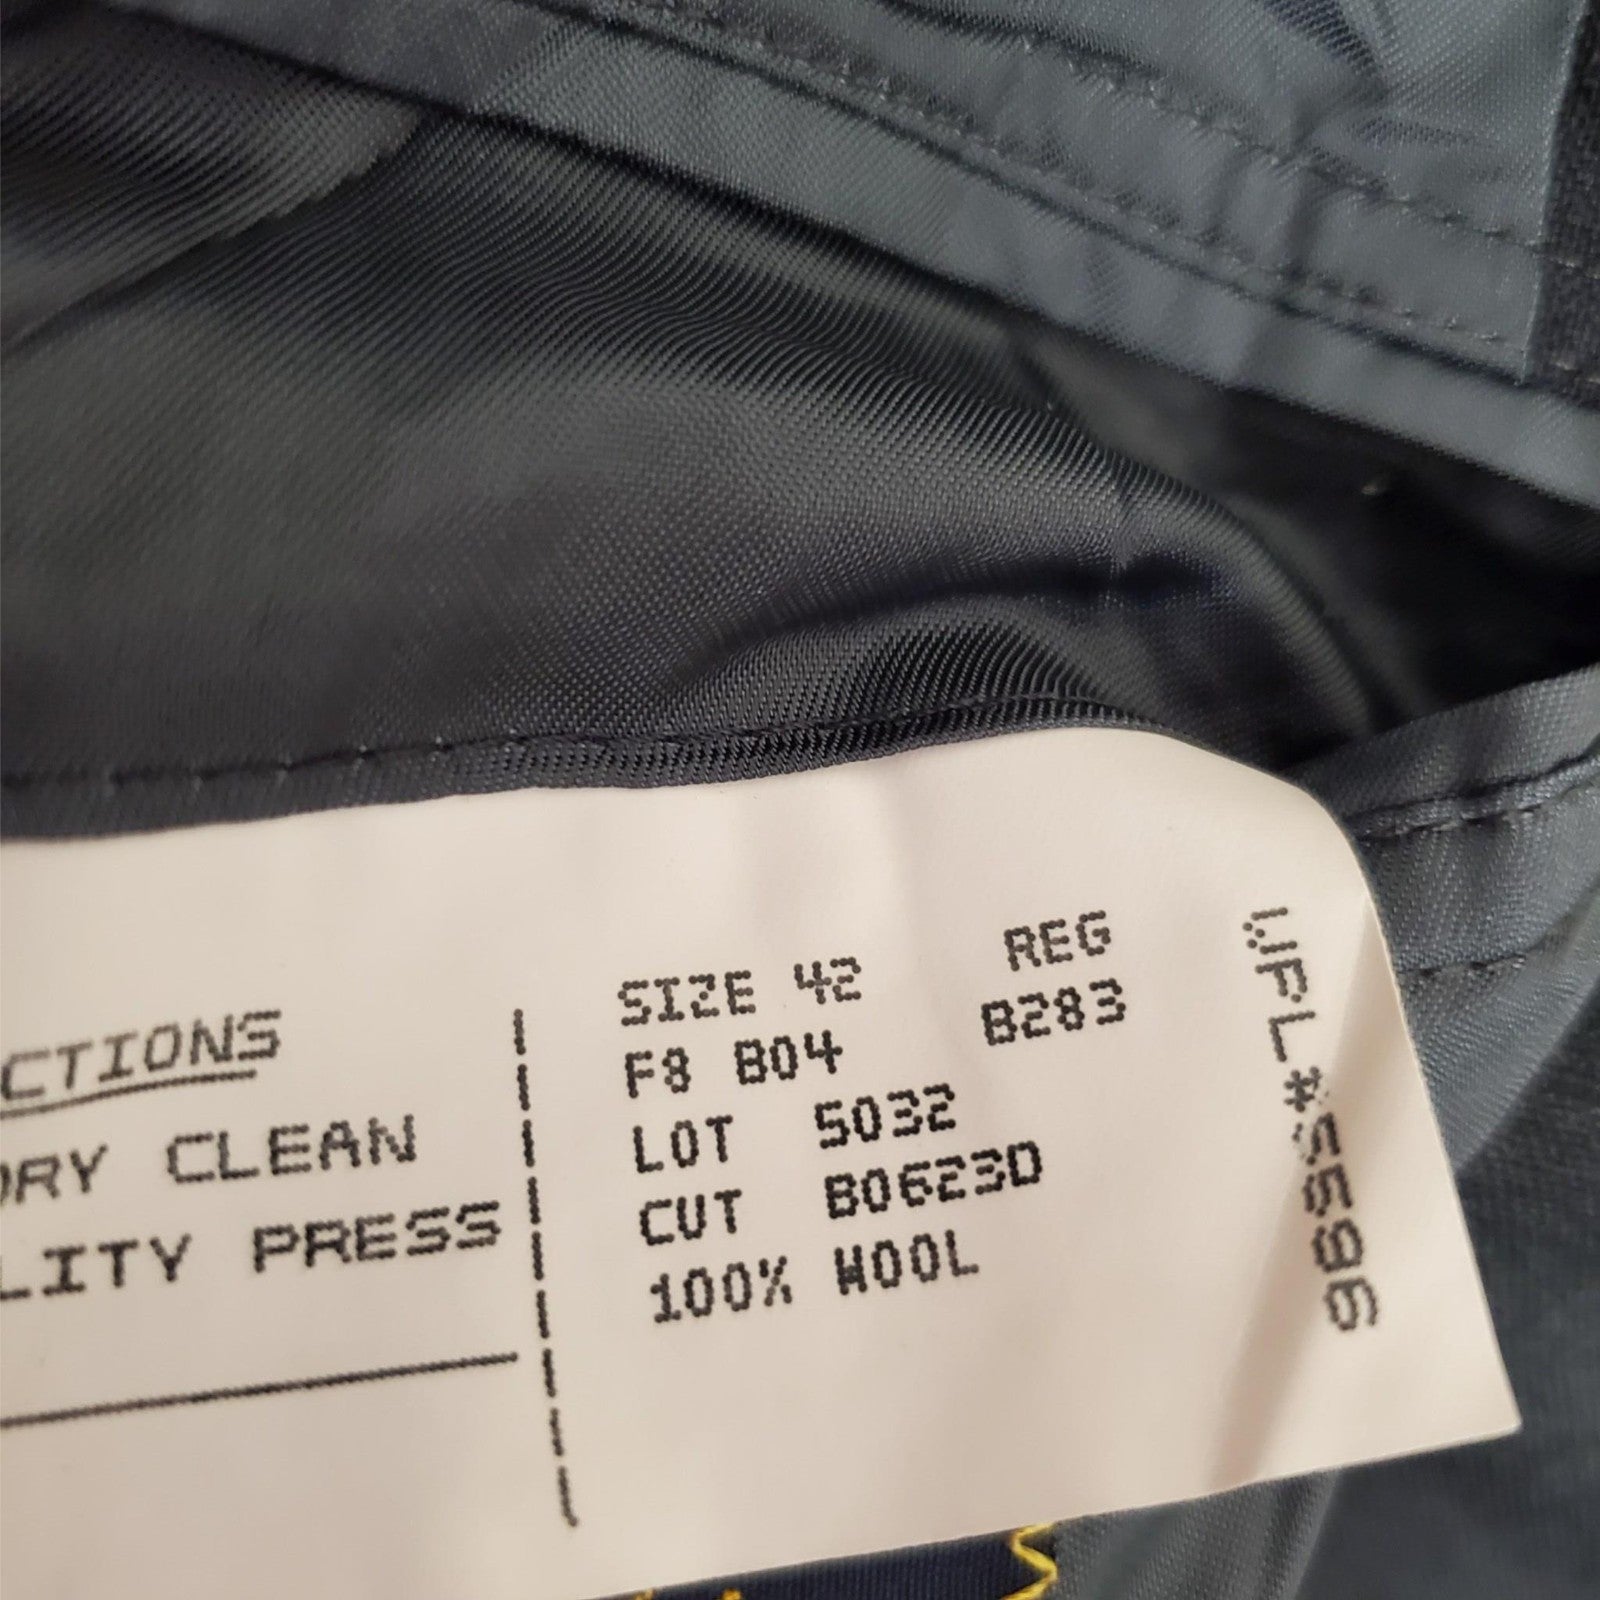 CTIONS
DRY CLEAN
LITY PRESS
SIZE 42 REG
F8 B04 B283
LOT 5032
CUT B0623D
100% WOOL
WPL*5596